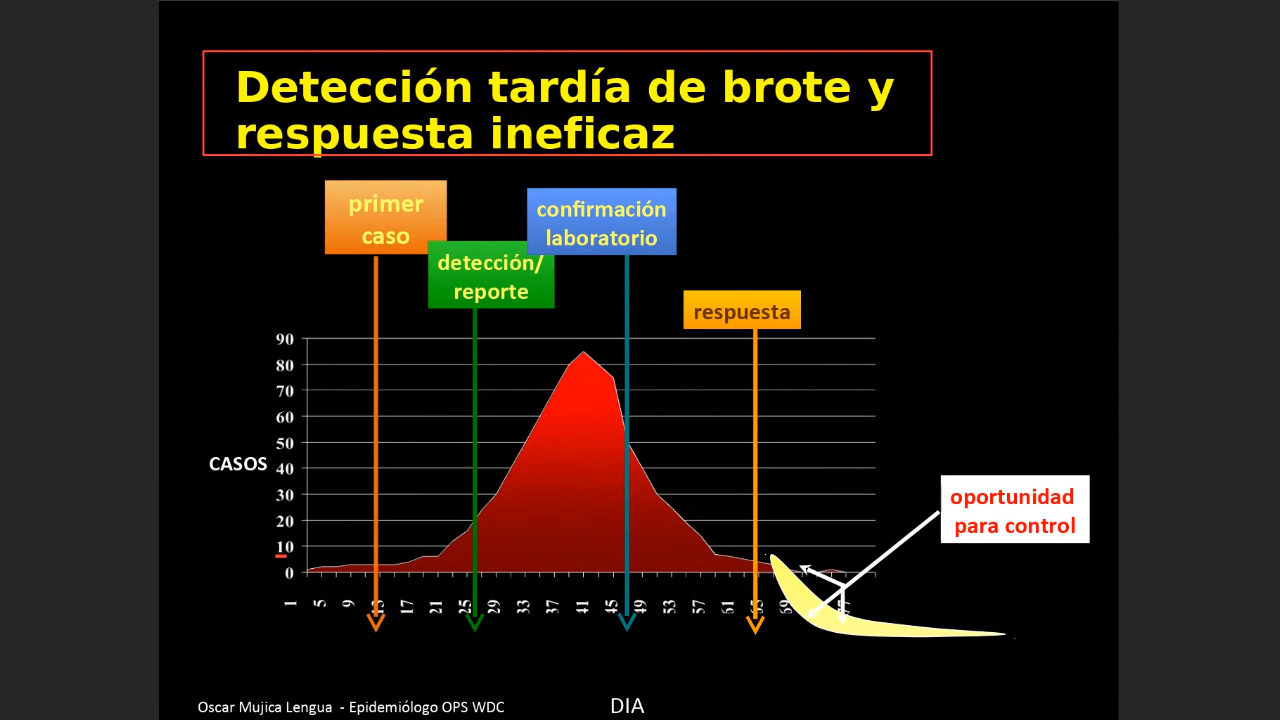 Detección tardía de brote y
respuesta ineficaz
primer
caso
confirmación
laboratorio
detección/
reporte
respuesta
90
80
70
60
50
40
30
20
10
0
CASOS
oportunidad
para control
1
5
9
13
17
21
25
29
33
37
41
45
49
53
57
61
65
69
77
Oscar Mujica Lengua - Epidemiólogo OPS WDC
DIA